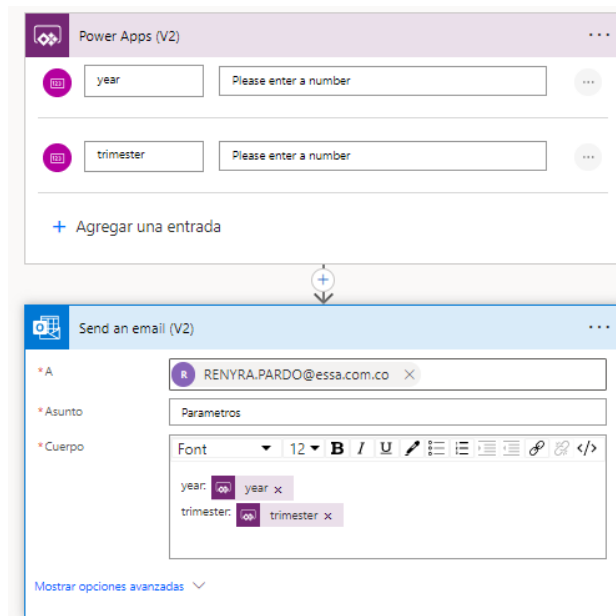 Power Apps (V2)
year Please enter a number
trimester Please enter a number
+ Agregar una entrada
Send an email (V2)
* A R RENYRA.PARDO@essa.com.co
* Asunto Parametros
* Cuerpo Font 12 B I U </>
year: year x
trimester: trimester x
Mostrar opciones avanzadas